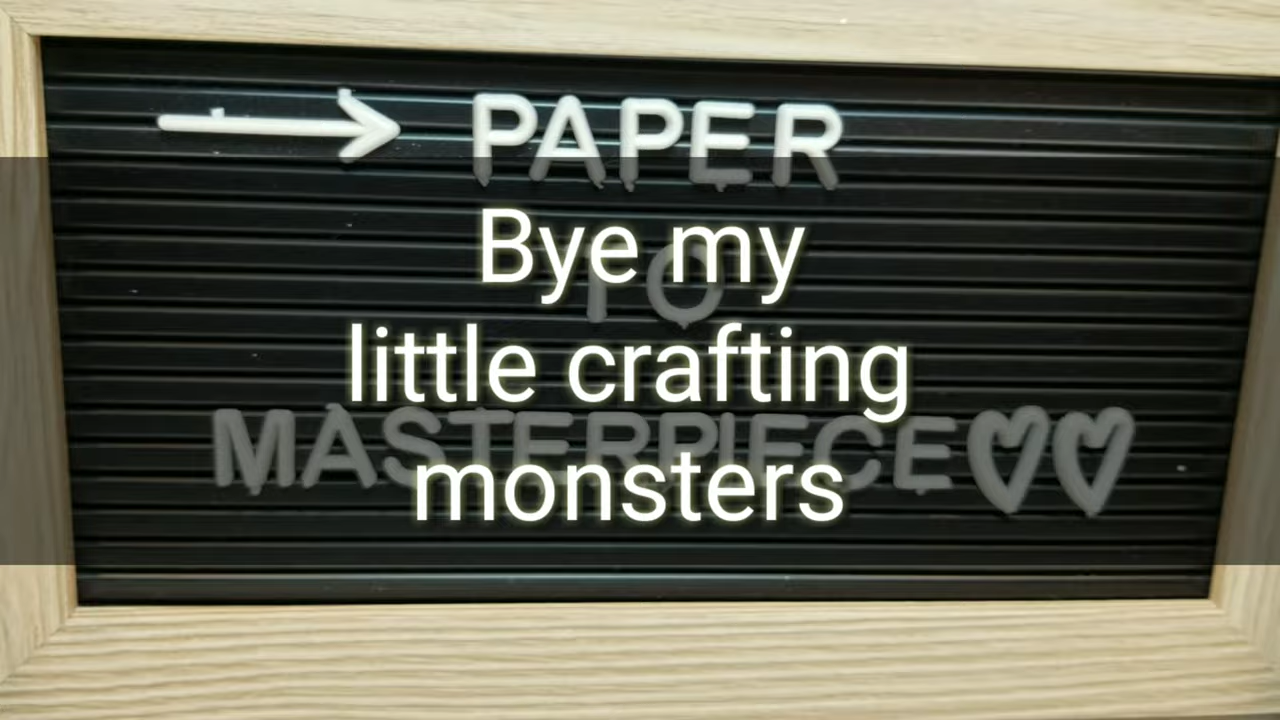 PAPER
Bye my
TO
little crafting
MASTERPIECE
monsters